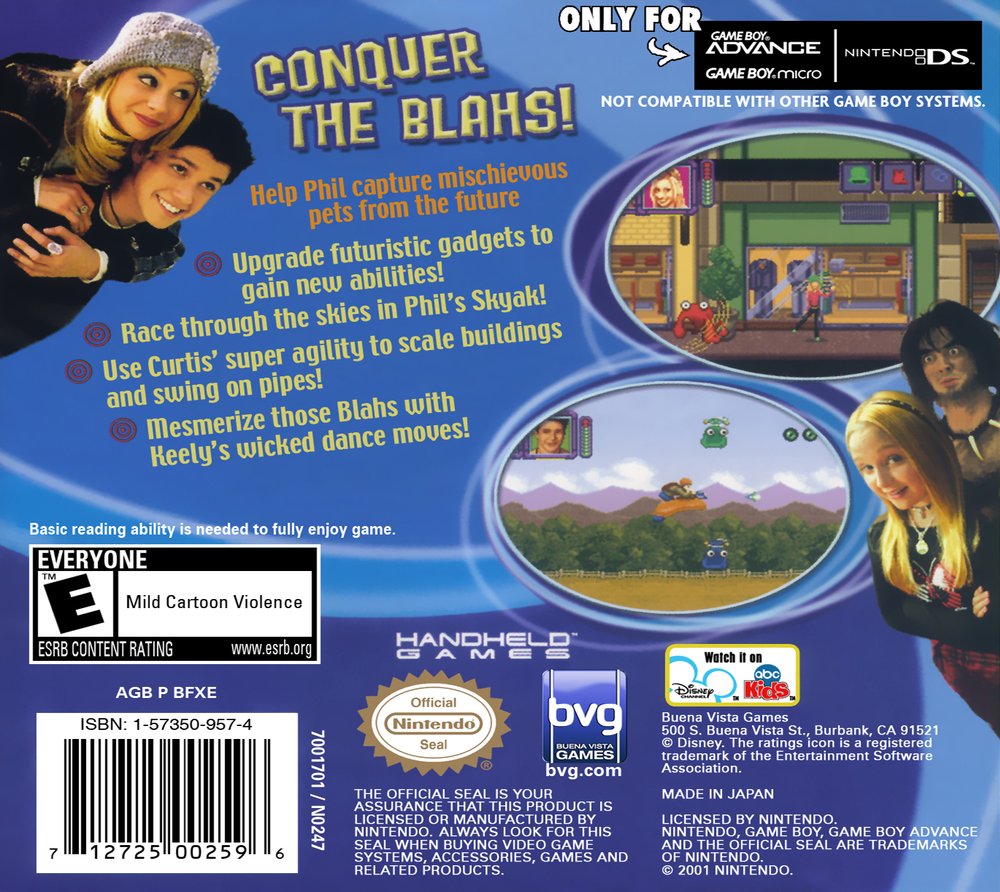 ONLY FOR
GAME BOY ADVANCE
GAME BOY micro
NINTENDO DS™
NOT COMPATIBLE WITH OTHER GAME BOY SYSTEMS.
CONQUER
THE BLAHS!
Help Phil capture mischievous
pets from the future
Upgrade futuristic gadgets to
gain new abilities!
Race through the skies in Phil's Skyak!
Use Curtis' super agility to scale buildings
and swing on pipes!
Mesmerize those Blahs with
Keely's wicked dance moves!
Basic reading ability is needed to fully enjoy game.
EVERYONE
E™
Mild Cartoon Violence
ESRB CONTENT RATING www.esrb.org
AGB P BFXE
ISBN: 1-57350-957-4
7 12725 00259 6
7001701 / N0247
HANDHELD™
GAMES
Official
Nintendo
Seal
®
bvg
BUENA VISTA
GAMES
bvg.com
THE OFFICIAL SEAL IS YOUR
ASSURANCE THAT THIS PRODUCT IS
LICENSED OR MANUFACTURED BY
NINTENDO. ALWAYS LOOK FOR THIS
SEAL WHEN BUYING VIDEO GAME
SYSTEMS, ACCESSORIES, GAMES AND
RELATED PRODUCTS.
Watch it on
Disney CHANNEL™
abc Kids™
Buena Vista Games
500 S. Buena Vista St., Burbank, CA 91521
© Disney. The ratings icon is a registered
trademark of the Entertainment Software
Association.
MADE IN JAPAN
LICENSED BY NINTENDO.
NINTENDO, GAME BOY, GAME BOY ADVANCE
AND THE OFFICIAL SEAL ARE TRADEMARKS
OF NINTENDO.
© 2001 NINTENDO.